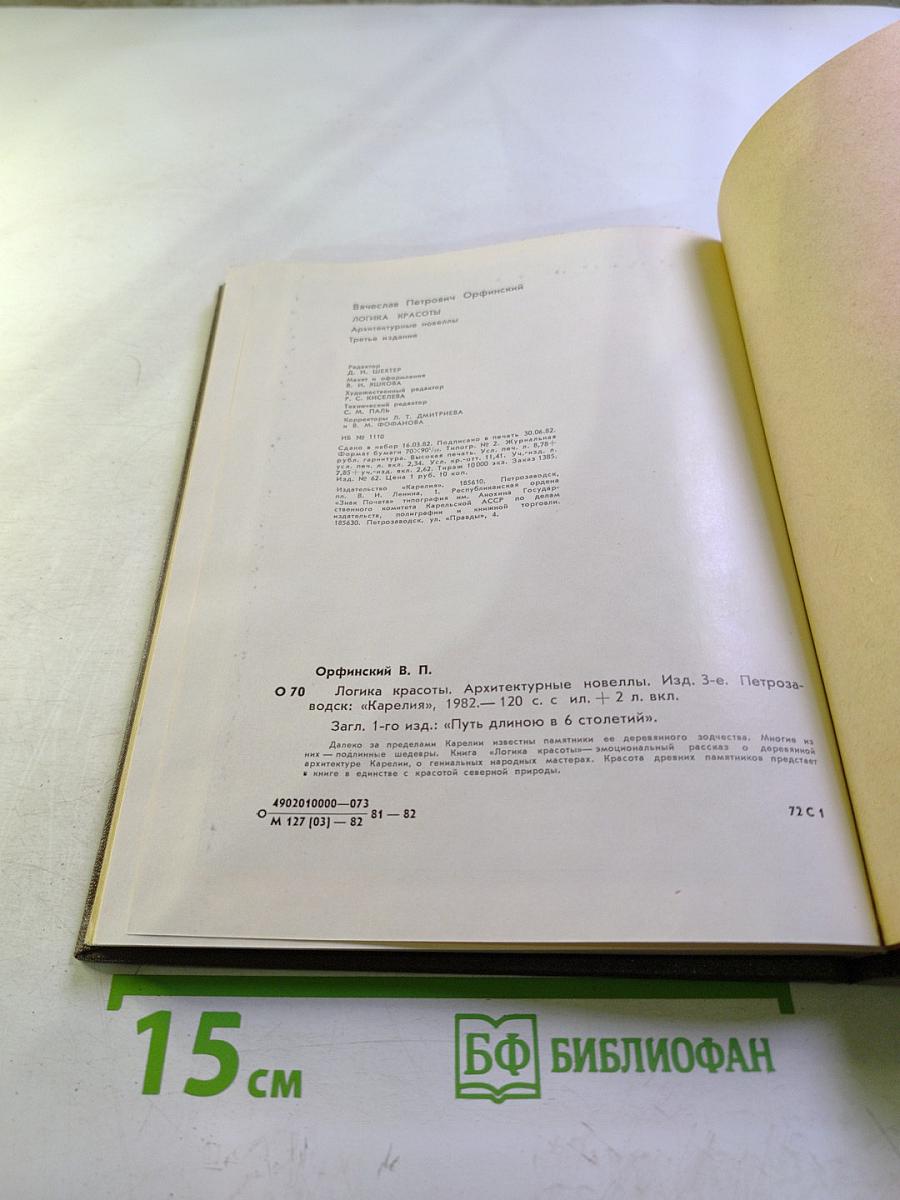 Вячеслав Петрович Орфинский
ЛОГИКА КРАСОТЫ
Архитектурные новеллы
Третье издание
Редактор
Д. Н. ШЕХТЕР
Макет и оформление
В. И. ЯШКОВА
Художественный редактор
Р. С. КИСЕЛЕВА
Технический редактор
С. М. ПАЛЬ
Корректоры Л. Т. ДМИТРИЕВА
и В. М. ФОФАНОВА
ИБ № 1110
Сдано в набор 16.03.82. Подписано в печать 30.06.82.
Формат бумаги 70×90¹/₁₆. Типогр. № 2. Журнальная
рубл. гарнитура. Высокая печать. Усл. печ. л. 8,78+
усл. печ. л. вкл. 2,34. Усл. кр.-отт. 11,41. Уч.-изд. л.
7,85+уч.-изд. вкл. 2,62. Тираж 10 000 экз. Заказ 1385.
Изд. № 62. Цена 1 руб. 10 коп.
Издательство «Карелия», 185610, Петрозаводск,
пл. В. И. Ленина, 1. Республиканская ордена
«Знак Почета» типография им. Анохина Государ-
ственного комитета Карельской АССР по делам
издательств, полиграфии и книжной торговли.
185630. Петрозаводск, ул. «Правды», 4.
Орфинский В. П.
О 70 Логика красоты. Архитектурные новеллы. Изд. 3-е. Петроза-
водск: «Карелия», 1982.— 120 с. с ил. + 2 л. вкл.
Загл. 1-го изд.: «Путь длиною в 6 столетий».
Далеко за пределами Карелии известны памятники ее деревянного зодчества. Многие из
них — подлинные шедевры. Книга «Логика красоты»— эмоциональный рассказ о деревянной
архитектуре Карелии, о гениальных народных мастерах. Красота древних памятников предстает
в книге в единстве с красотой северной природы.
4902010000—073
О 81 — 82
М 127 [03] — 82
72 С 1
15 см
БФ БИБЛИОФАН